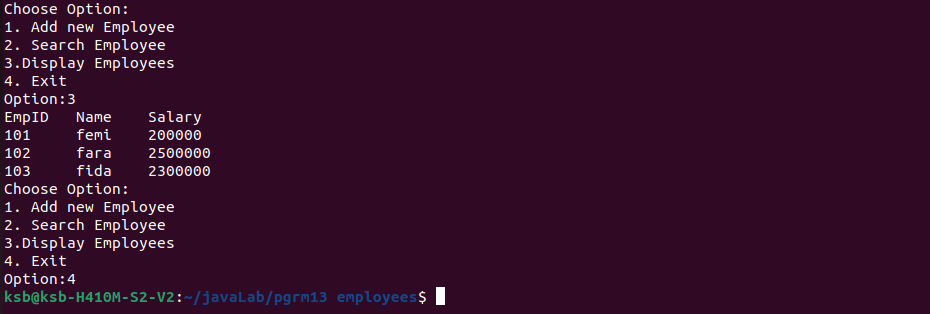 Choose Option:
1. Add new Employee
2. Search Employee
3.Display Employees
4. Exit
Option:3
EmpID   Name    Salary
101     femi    200000
102     fara    2500000
103     fida    2300000
Choose Option:
1. Add new Employee
2. Search Employee
3.Display Employees
4. Exit
Option:4
ksb@ksb-H410M-S2-V2:~/javaLab/pgrm13 employees$